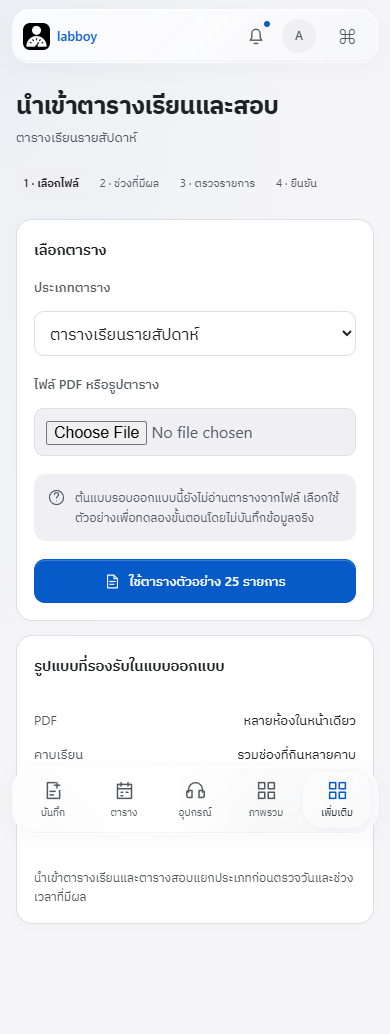 labboy
A
นำเข้าตารางเรียนและสอบ
ตารางเรียนรายสัปดาห์
1 · เลือกไฟล์
2 · ช่วงที่มีผล
3 · ตรวจรายการ
4 · ยืนยัน
เลือกตาราง
ประเภทตาราง
ตารางเรียนรายสัปดาห์
ไฟล์ PDF หรือรูปตาราง
Choose File No file chosen
ต้นแบบรอบออกแบบนี้ยังไม่อ่านตารางจากไฟล์ เลือกใช้
ตัวอย่างเพื่อทดลองขั้นตอนโดยไม่บันทึกข้อมูลจริง
ใช้ตารางตัวอย่าง 25 รายการ
รูปแบบที่รองรับในแบบออกแบบ
PDF หลายห้องในหน้าเดียว
คาบเรียน รวมช่องที่กินหลายคาบ
บันทึก
ตาราง
อุปกรณ์
ภาพรวม
เพิ่มเติม
นำเข้าตารางเรียนและตารางสอบแยกประเภทก่อนตรวจวันและช่วง
เวลาที่มีผล